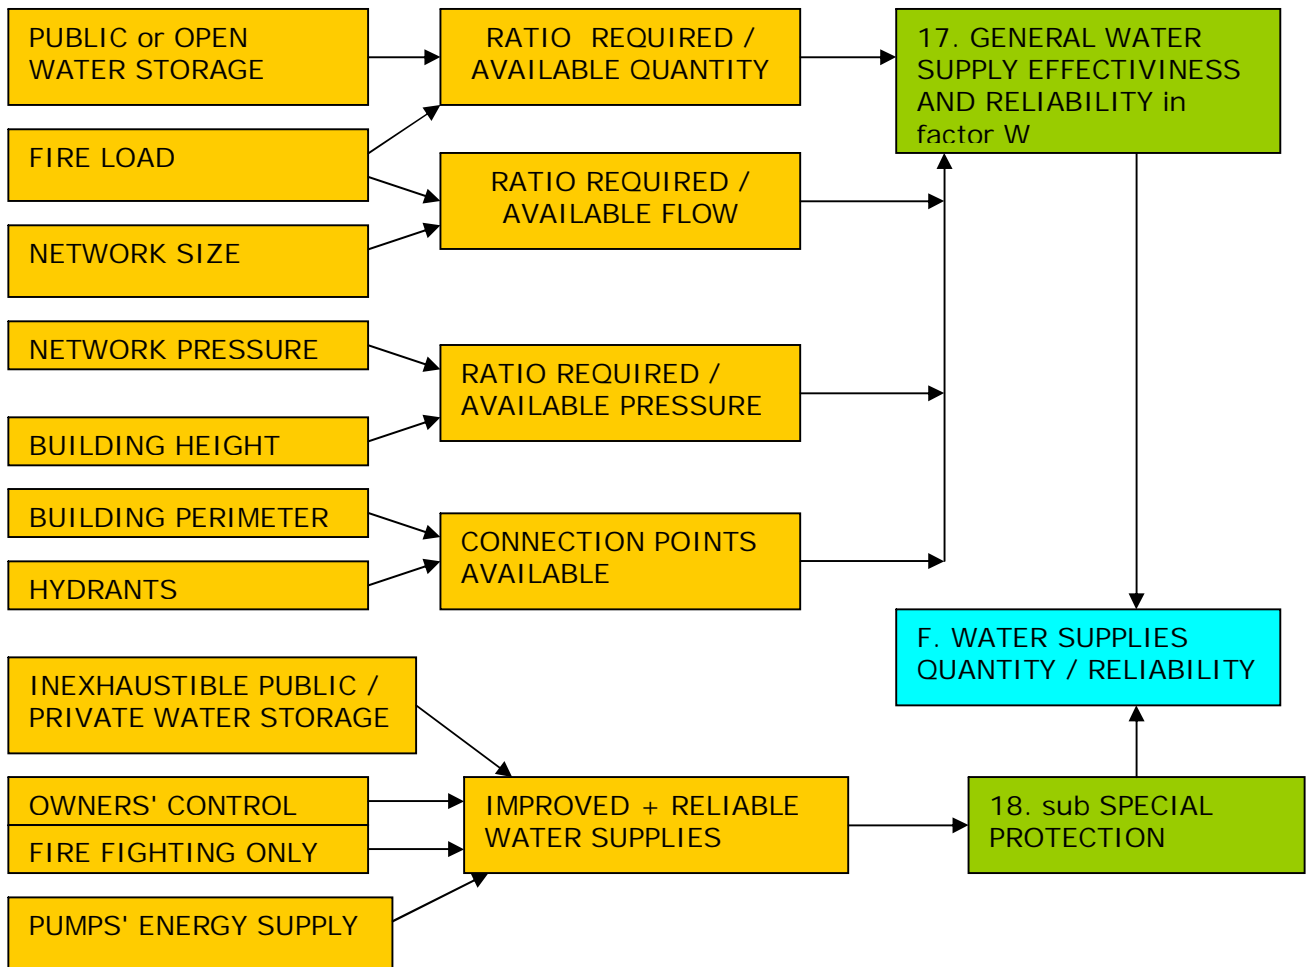 PUBLIC or OPEN
WATER STORAGE
RATIO REQUIRED /
AVAILABLE QUANTITY
17. GENERAL WATER
SUPPLY EFFECTIVINESS
AND RELIABILITY in
factor W
FIRE LOAD
RATIO REQUIRED /
AVAILABLE FLOW
NETWORK SIZE
NETWORK PRESSURE
RATIO REQUIRED /
AVAILABLE PRESSURE
BUILDING HEIGHT
BUILDING PERIMETER
CONNECTION POINTS
AVAILABLE
HYDRANTS
F. WATER SUPPLIES
QUANTITY / RELIABILITY
INEXHAUSTIBLE PUBLIC /
PRIVATE WATER STORAGE
OWNERS' CONTROL
FIRE FIGHTING ONLY
IMPROVED + RELIABLE
WATER SUPPLIES
18. sub SPECIAL
PROTECTION
PUMPS' ENERGY SUPPLY